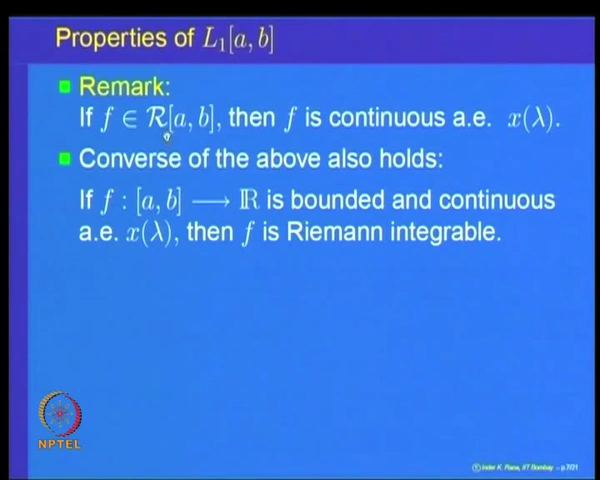 Properties of L₁[a, b]
Remark:
If f ∈ ℛ[a, b], then f is continuous a.e. x(λ).
Converse of the above also holds:
If f : [a, b] ⟶ ℝ is bounded and continuous
a.e. x(λ), then f is Riemann integrable.
NPTEL
© Inder K. Rana, IIT Bombay – p.7/21